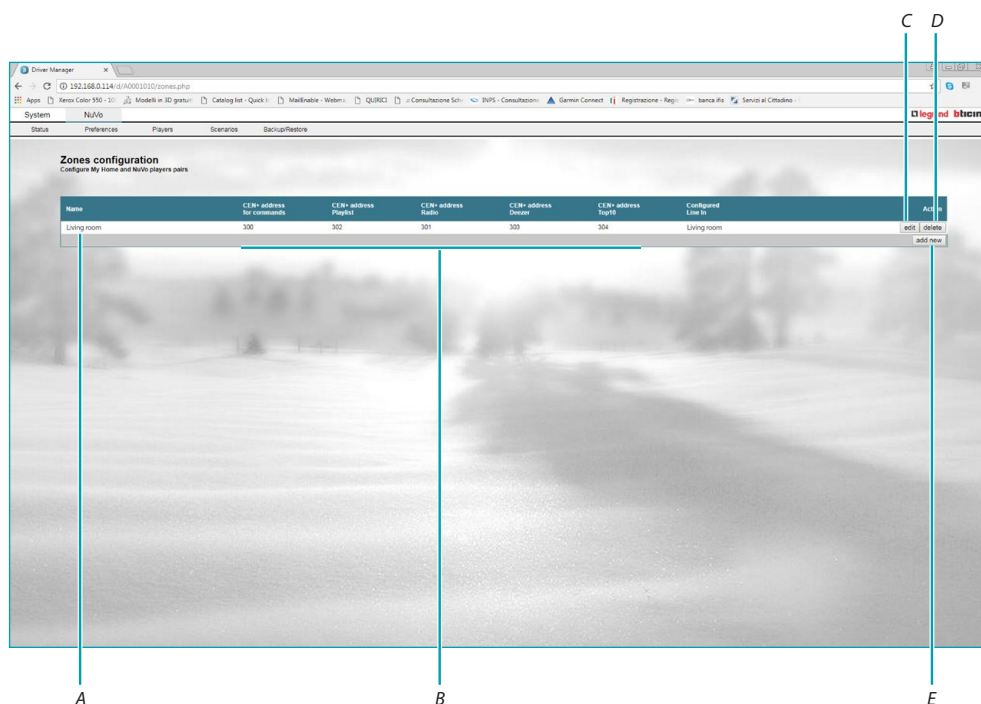 C D
Driver Manager
192.168.0.114/d/A0001010/zones.php
Apps Xerox Color 550 - 10 Modelli in 3D gratuiti Catalog list - Quick MailEnable - Webma QUIRICI Consultazione Sch INPS - Consultazione Garmin Connect Registrazione - Regi banca ifis Servizi al Cittadino -
System NuVo legrand bticin
Status Preferences Players Scenarios Backup/Restore
Zones configuration
Configure My Home and NuVo players pairs
Name CEN+ address for commands CEN+ address Playlist CEN+ address Radio CEN+ address Deezer CEN+ address Top10 Configured Line In Action
Living room 300 302 301 303 304 Living room edit delete
add new
A B E